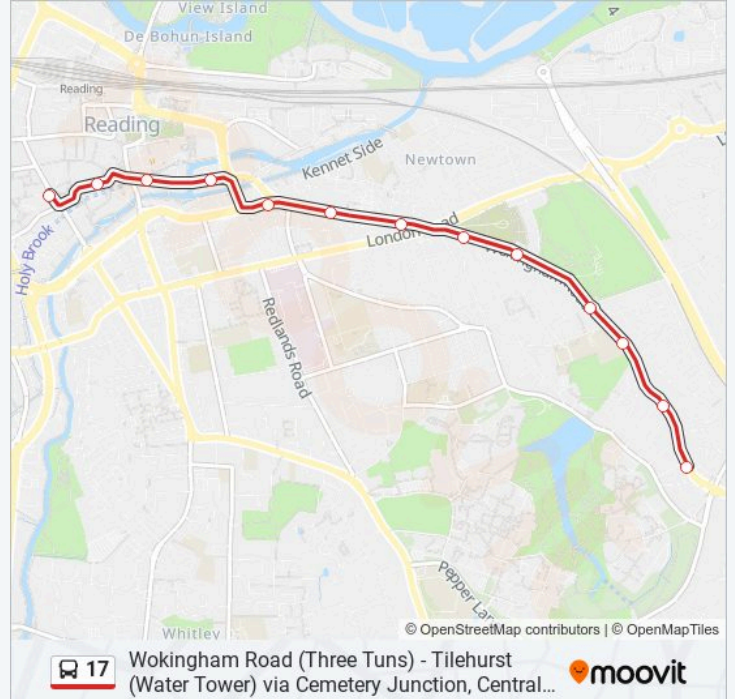 View Island
De Bohun Island
Reading
Reading
Kennet Side
Newtown
London Road
Holy Brook
Redlands Road
Pepper Lan
Whitley
© OpenStreetMap contributors | © OpenMapTiles
17
Wokingham Road (Three Tuns) - Tilehurst
(Water Tower) via Cemetery Junction, Central...
moovit